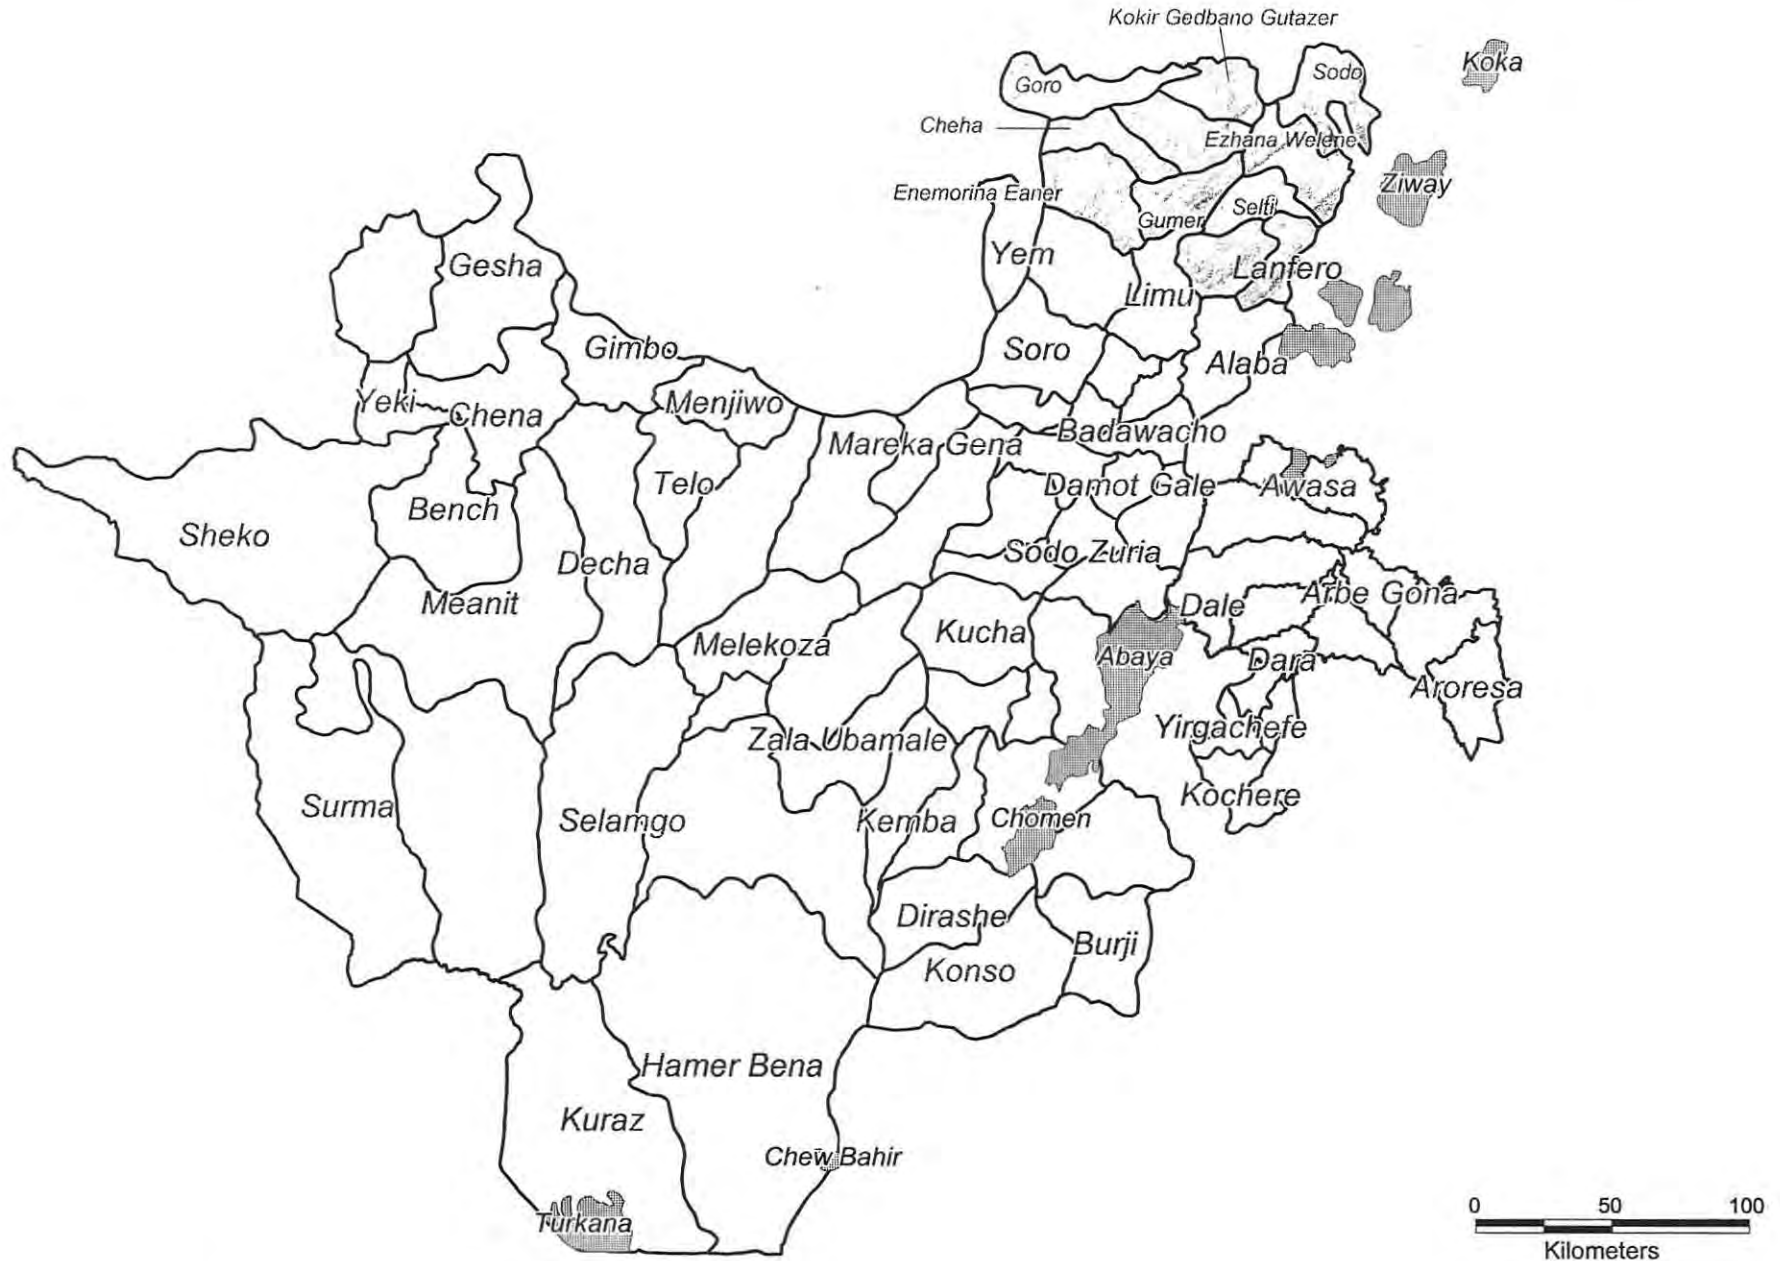 Kokir Gedbano Gutazer
Koka
Sodo
Goro
Cheha
Ezhana Welene
Ziway
Enemorina Eaner
Selfi
Gumer
Yem
Gesha
Lanfero
Limu
Gimbo
Soro
Alaba
Yeki
Chena
Menjiwo
Mareka Gena
Badawacho
Telo
Damot Gale
Awasa
Bench
Sheko
Decha
Sodo Zuria
Meanit
Dale
Arbe Gona
Melekoza
Kucha
Abaya
Dara
Aroresa
Zala Ubamale
Yirgachefe
Surma
Selamgo
Kemba
Chomen
Kochere
Dirashe
Burji
Konso
Hamer Bena
Kuraz
Chew Bahir
Turkana
0 50 100
Kilometers